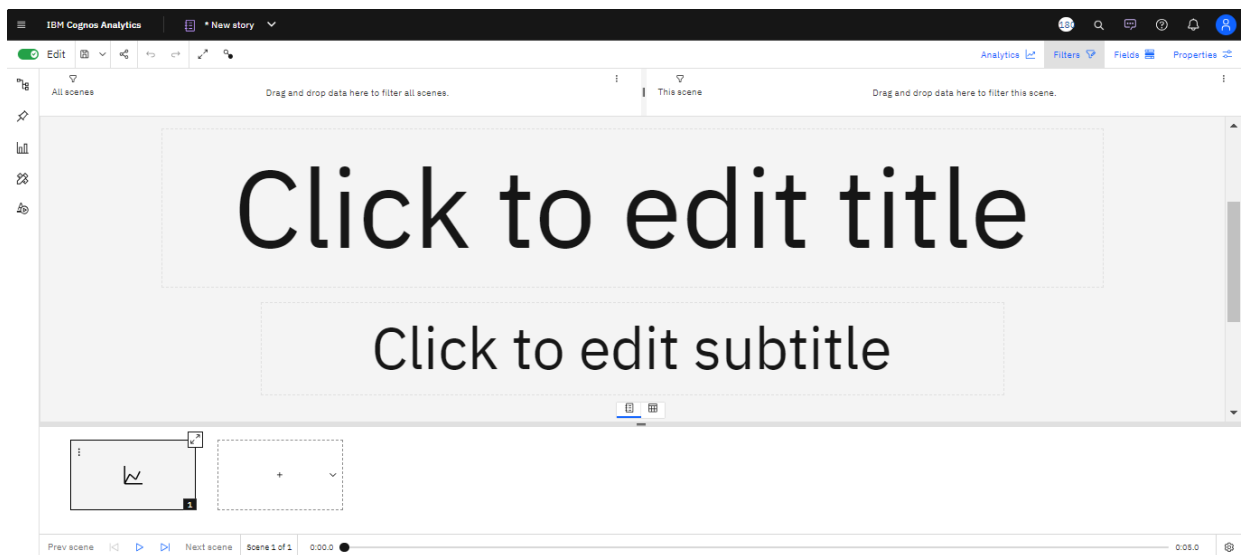 IBM Cognos Analytics
* New story
180
Edit
Analytics
Filters
Fields
Properties
All scenes
Drag and drop data here to filter all scenes.
This scene
Drag and drop data here to filter this scene.
Click to edit title
Click to edit subtitle
+
1
Prev scene
Next scene
Scene 1 of 1
0:00.0
0:05.0